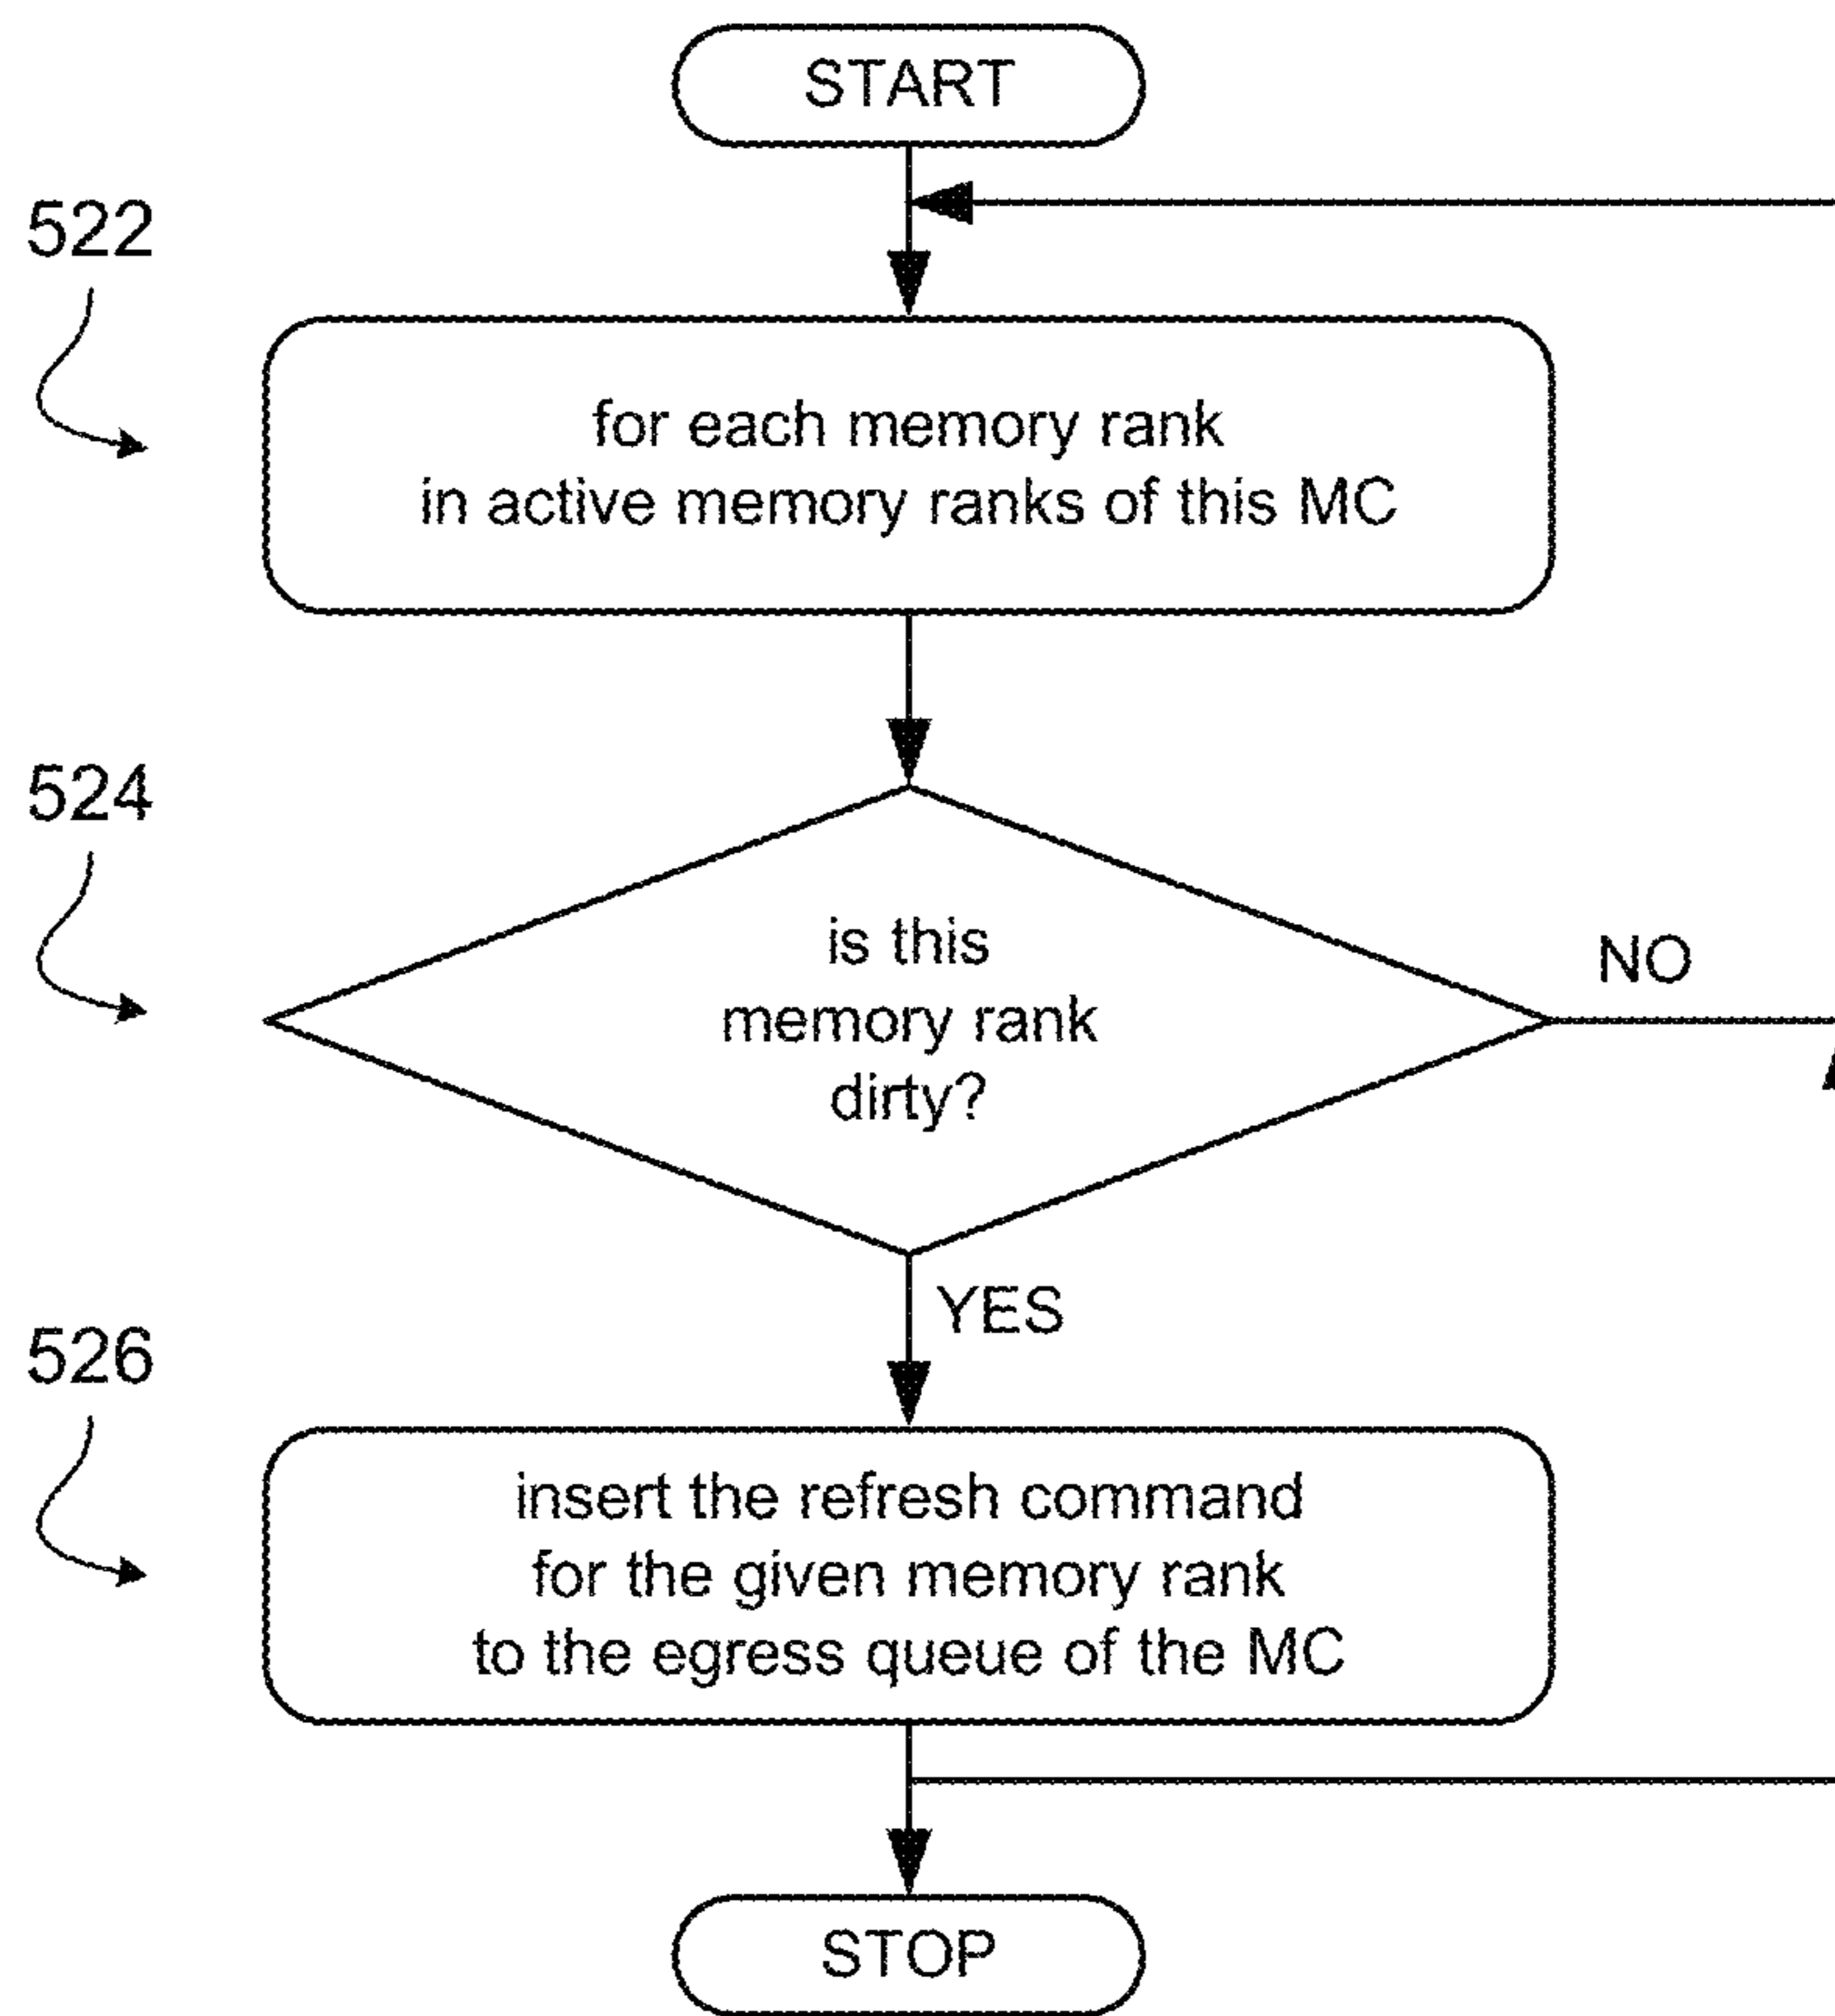 START
522
for each memory rank
in active memory ranks of this MC
524
is this
memory rank
dirty?
NO
YES
526
insert the refresh command
for the given memory rank
to the egress queue of the MC
STOP